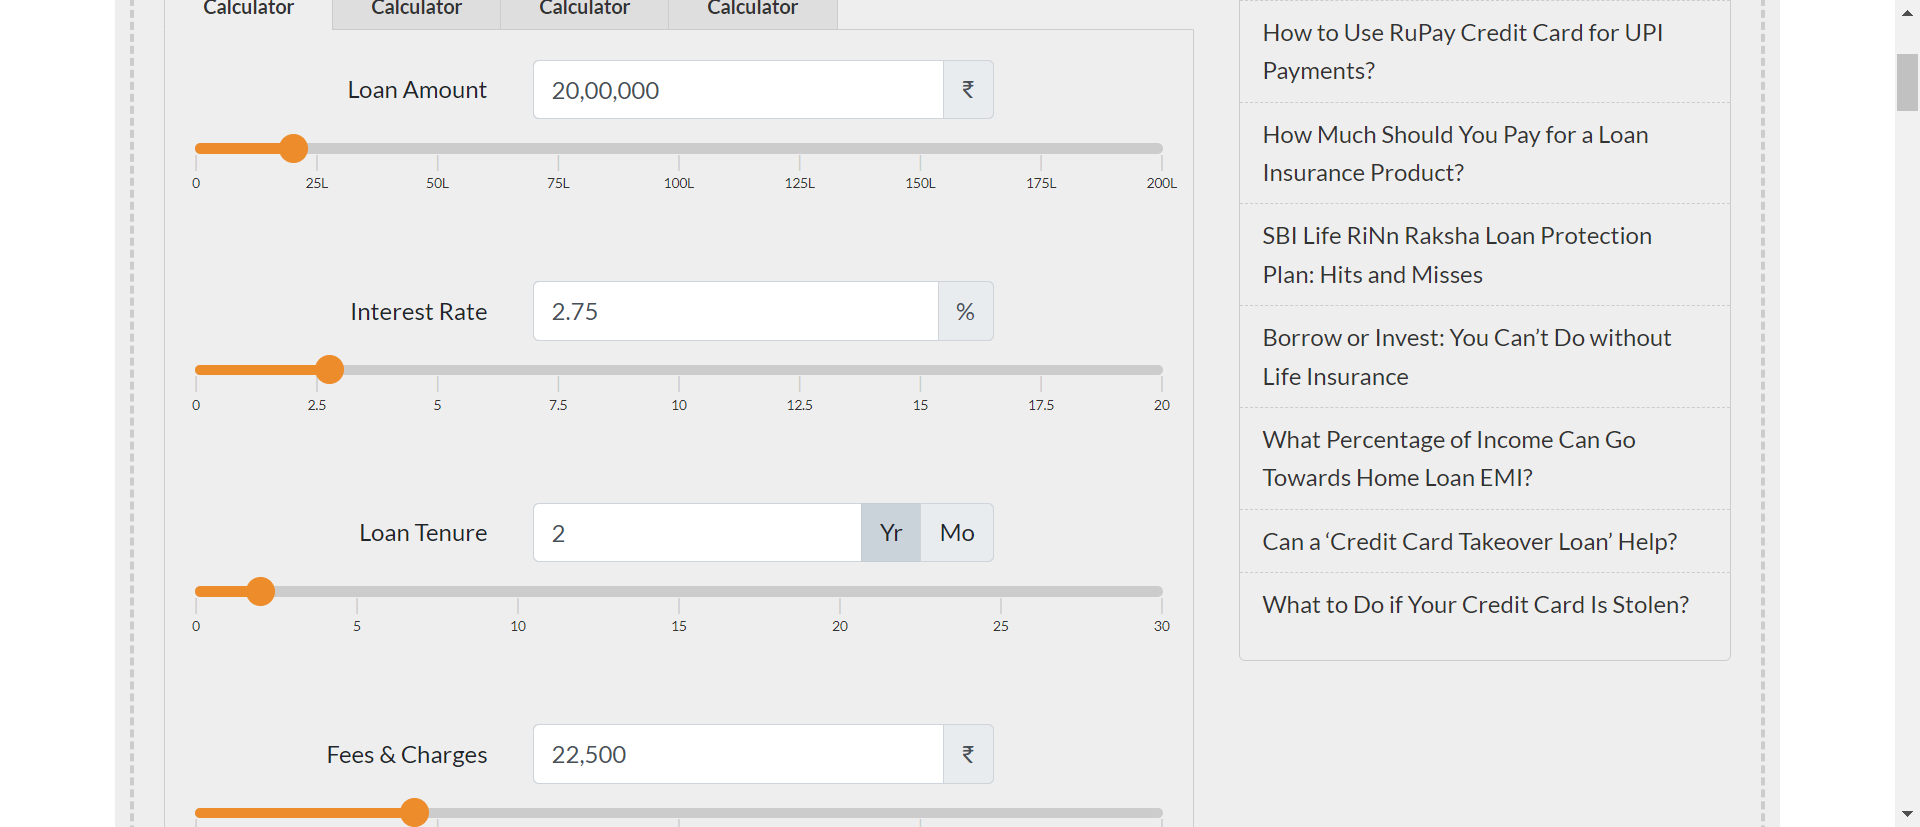 Calculator Calculator Calculator Calculator
Loan Amount 20,00,000 ₹
0 25L 50L 75L 100L 125L 150L 175L 200L
Interest Rate 2.75 %
0 2.5 5 7.5 10 12.5 15 17.5 20
Loan Tenure 2 Yr Mo
0 5 10 15 20 25 30
Fees & Charges 22,500 ₹
How to Use RuPay Credit Card for UPI
Payments?
How Much Should You Pay for a Loan
Insurance Product?
SBI Life RiNn Raksha Loan Protection
Plan: Hits and Misses
Borrow or Invest: You Can’t Do without
Life Insurance
What Percentage of Income Can Go
Towards Home Loan EMI?
Can a ‘Credit Card Takeover Loan’ Help?
What to Do if Your Credit Card Is Stolen?